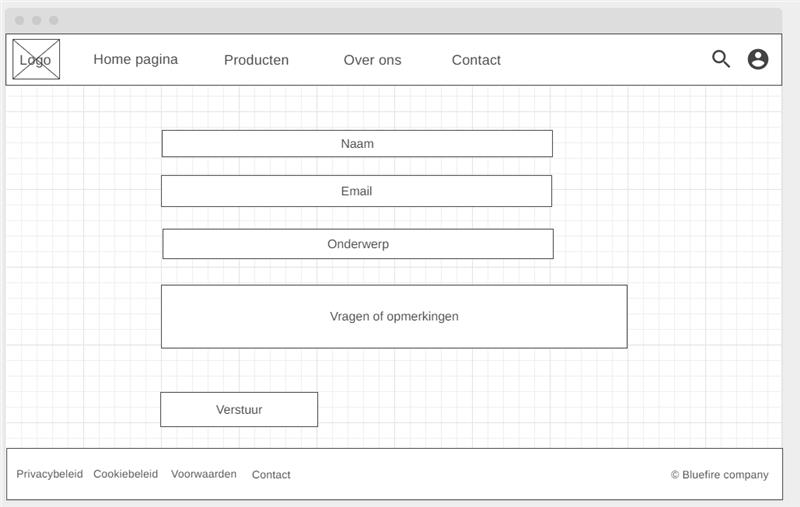 Logo Home pagina Producten Over ons Contact
Naam
Email
Onderwerp
Vragen of opmerkingen
Verstuur
Privacybeleid Cookiebeleid Voorwaarden Contact © Bluefire company